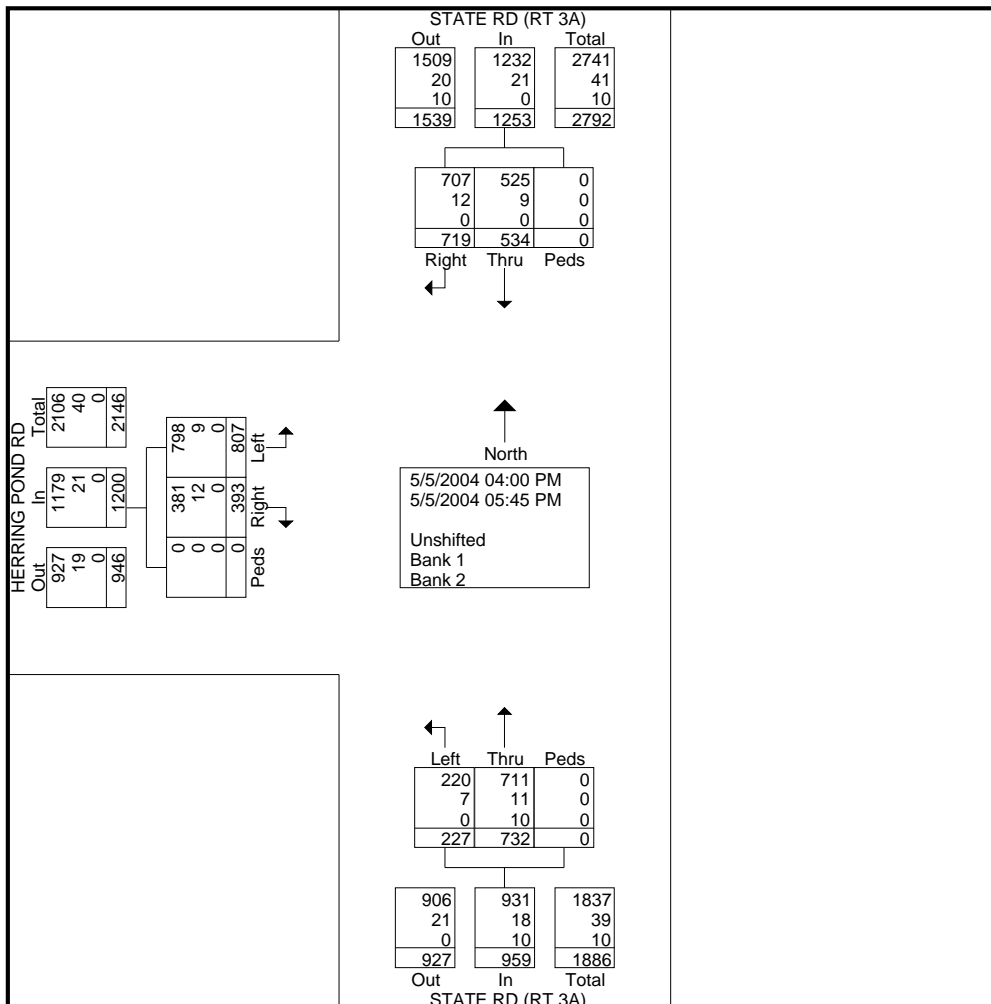 STATE RD (RT 3A)
Out In Total
1509 1232 2741
20 21 41
10 0 10
1539 1253 2792
707 525 0
12 9 0
0 0 0
719 534 0
Right Thru Peds
HERRING POND RD
Out In Total
927 1179 2106
19 21 40
0 0 0
946 1200 2146
0 381 798
0 12 9
0 0 0
0 393 807
Peds Right Left
North
5/5/2004 04:00 PM
5/5/2004 05:45 PM
Unshifted
Bank 1
Bank 2
Left Thru Peds
220 711 0
7 11 0
0 10 0
227 732 0
906 931 1837
21 18 39
0 10 10
927 959 1886
Out In Total
STATE RD (RT 3A)